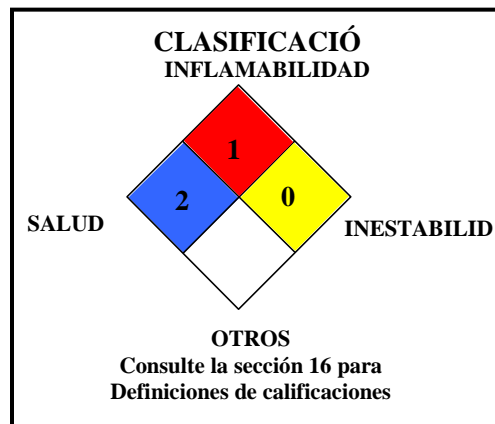 CLASIFICACIÓ
INFLAMABILIDAD
1
2
0
SALUD
INESTABILID
OTROS
Consulte la sección 16 para
Definiciones de calificaciones